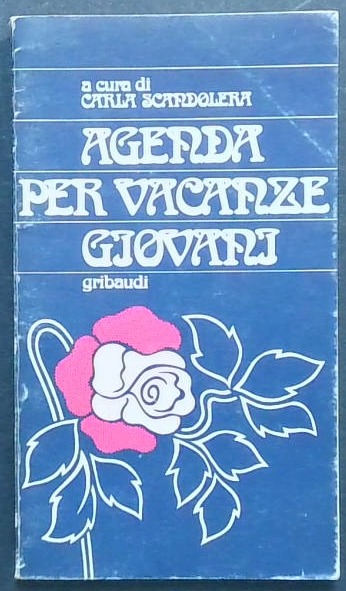 a cura di
CARLA SCANDOLERA
AGENDA
PER VACANZE
GIOVANI
gribaudi